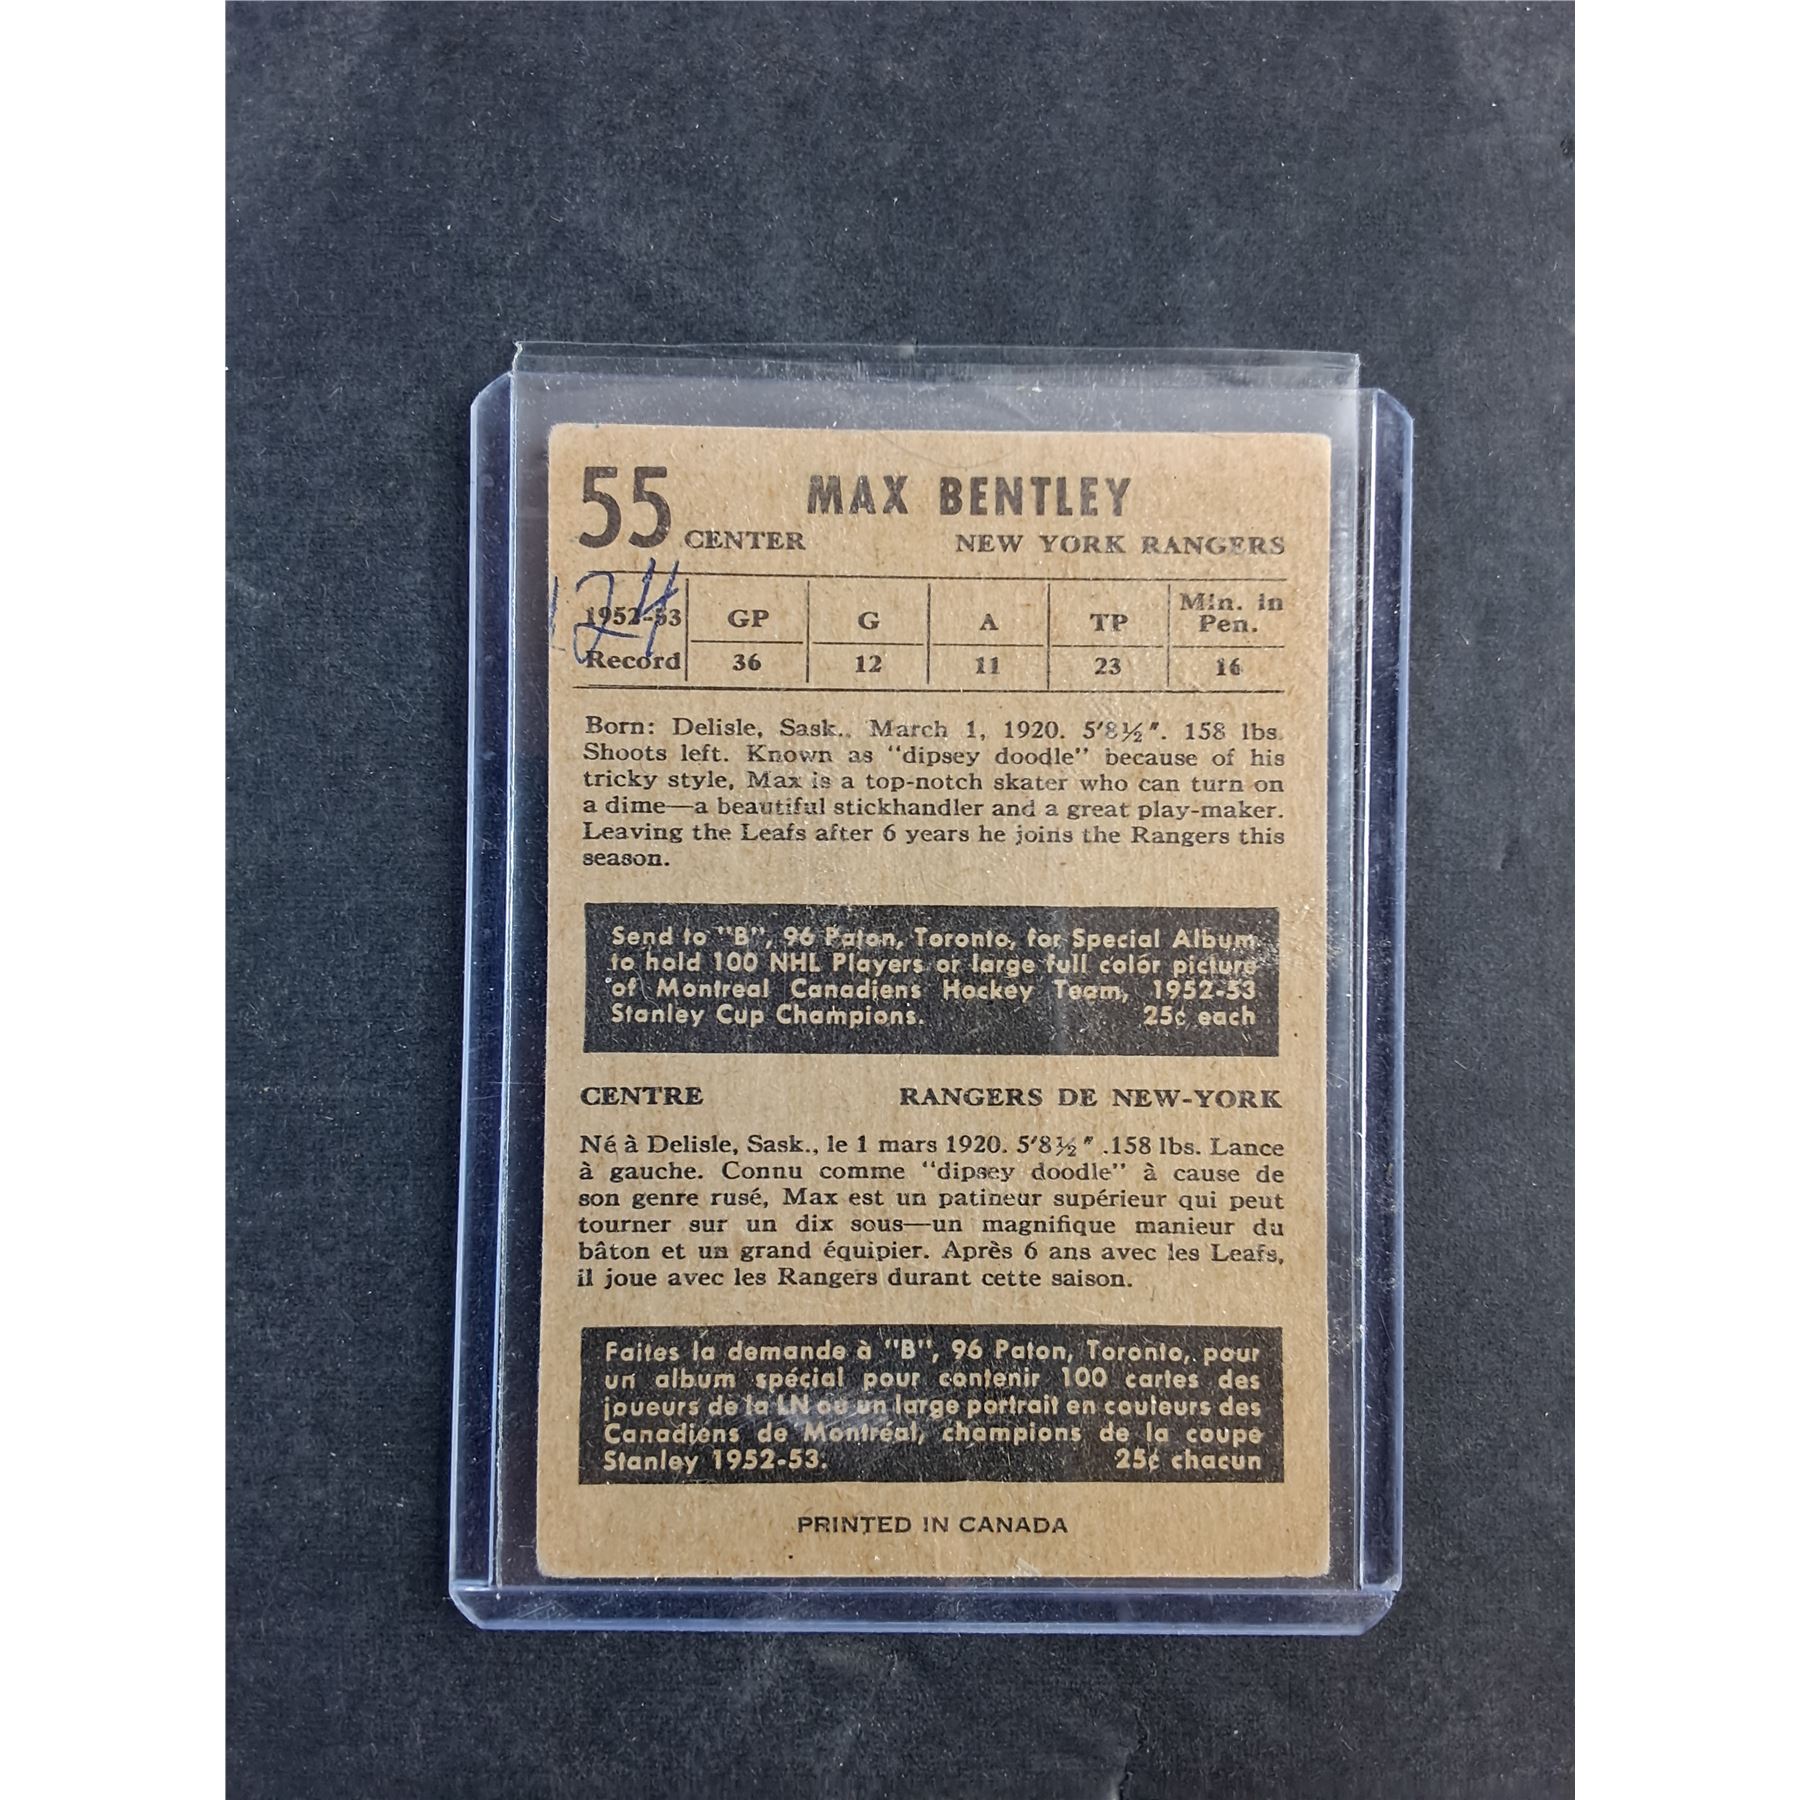 55 MAX BENTLEY
CENTER NEW YORK RANGERS
124
1952-53 GP G A TP Min. in Pen.
Record 36 12 11 23 16
Born: Delisle, Sask., March 1, 1920. 5'8½". 158 lbs.
Shoots left. Known as "dipsey doodle" because of his
tricky style, Max is a top-notch skater who can turn on
a dime—a beautiful stickhandler and a great play-maker.
Leaving the Leafs after 6 years he joins the Rangers this
season.
Send to "B", 96 Paton, Toronto, for Special Album
to hold 100 NHL Players or large full color picture
of Montreal Canadiens Hockey Team, 1952-53
Stanley Cup Champions. 25¢ each
CENTRE RANGERS DE NEW-YORK
Né à Delisle, Sask., le 1 mars 1920. 5'8½" .158 lbs. Lance
à gauche. Connu comme "dipsey doodle" à cause de
son genre rusé, Max est un patineur supérieur qui peut
tourner sur un dix sous—un magnifique manieur du
bâton et un grand équipier. Après 6 ans avec les Leafs,
il joue avec les Rangers durant cette saison.
Faites la demande à "B", 96 Paton, Toronto, pour
un album spécial pour contenir 100 cartes des
joueurs de la LN ou un large portrait en couleurs des
Canadiens de Montréal, champions de la coupe
Stanley 1952-53. 25¢ chacun
PRINTED IN CANADA